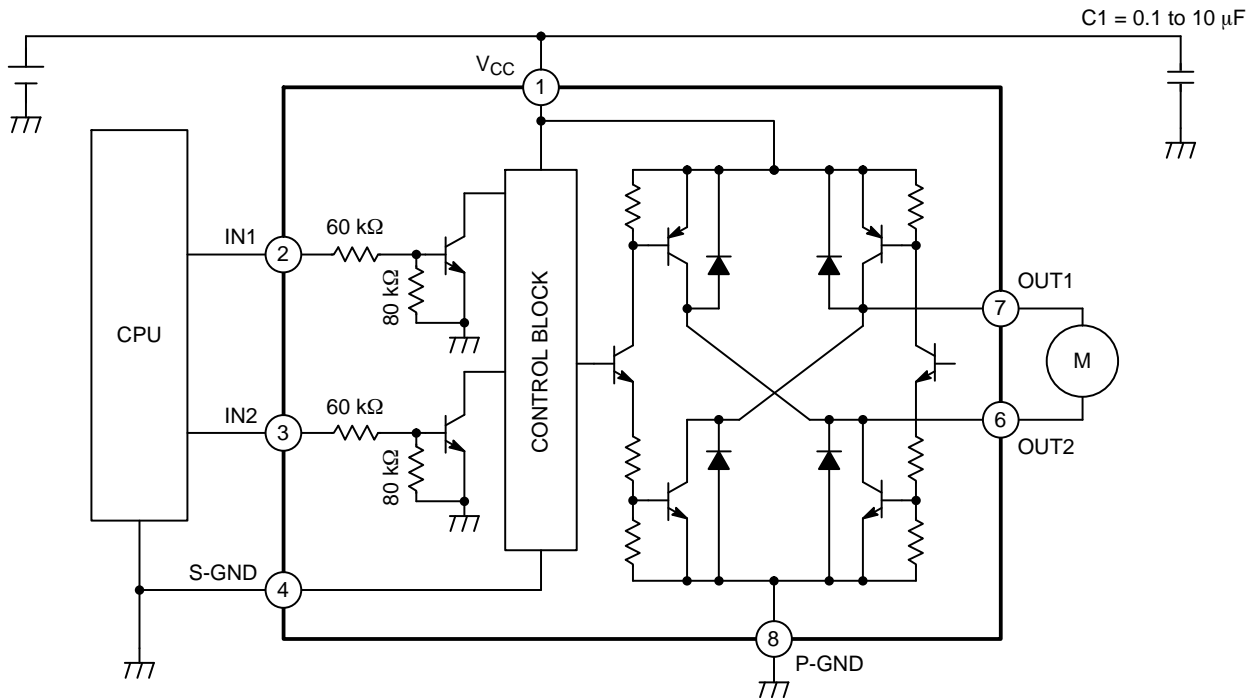 C1 = 0.1 to 10 μF
VCC
1
IN1
2
60 kΩ
80 kΩ
CPU
CONTROL BLOCK
OUT1
7
M
IN2
3
60 kΩ
80 kΩ
6
OUT2
S-GND
4
8
P-GND